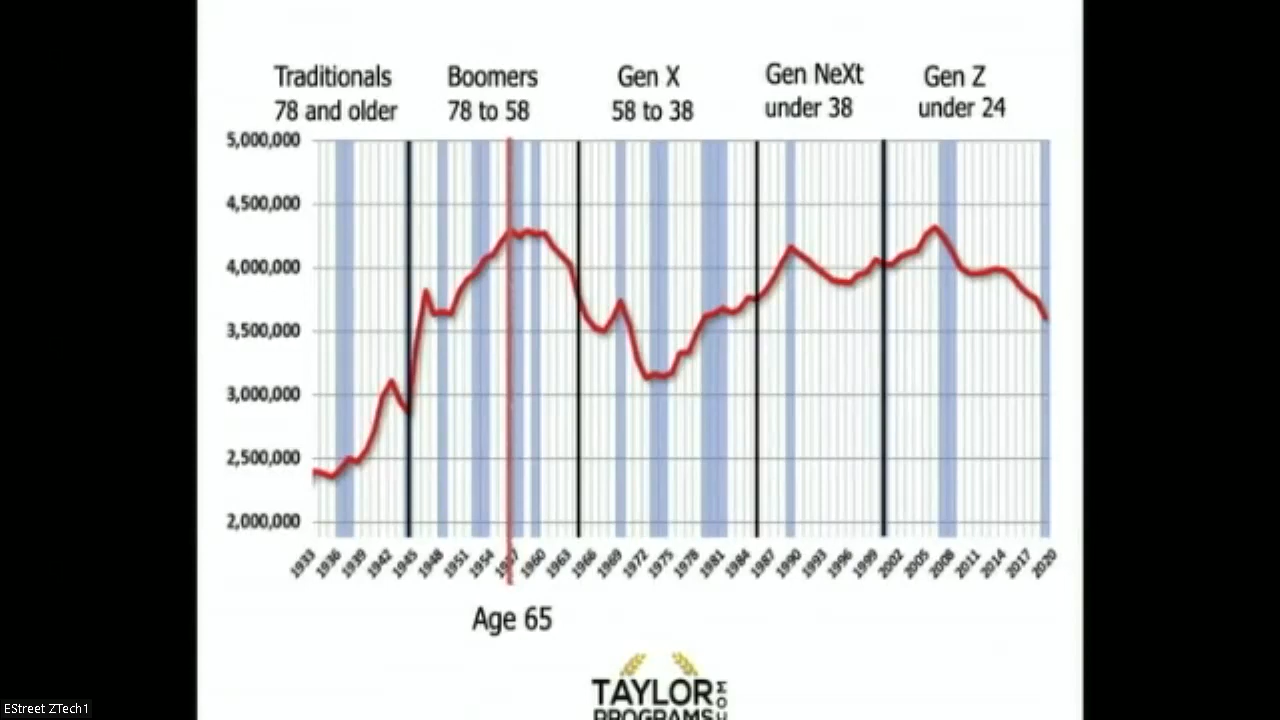 Traditionals
78 and older
Boomers
78 to 58
Gen X
58 to 38
Gen NeXt
under 38
Gen Z
under 24
5,000,000
4,500,000
4,000,000
3,500,000
3,000,000
2,500,000
2,000,000
1933 1936 1939 1942 1945 1948 1951 1954 1957 1960 1963 1966 1969 1972 1975 1978 1981 1984 1987 1990 1993 1996 1999 2002 2005 2008 2011 2014 2017 2020
Age 65
TAYLOR
PROGRAMS
EStreet ZTech1